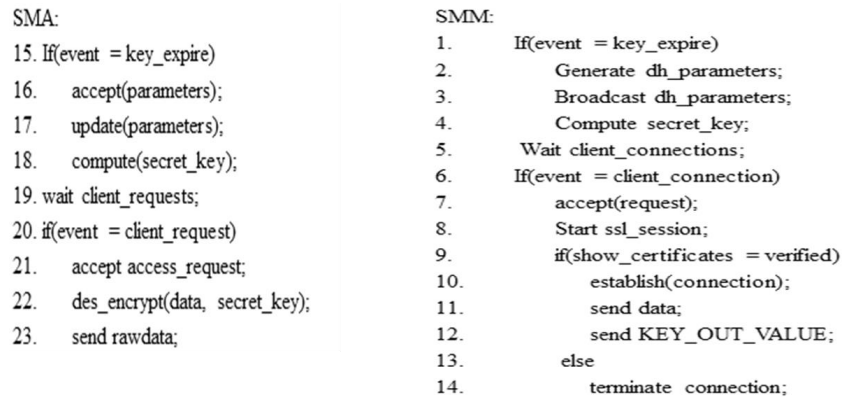 SMA:
15. If(event = key_expire)
16. accept(parameters);
17. update(parameters);
18. compute(secret_key);
19. wait client_requests;
20. if(event = client_request)
21. accept access_request;
22. des_encrypt(data, secret_key);
23. send rawdata;
SMM:
1. If(event = key_expire)
2. Generate dh_parameters;
3. Broadcast dh_parameters;
4. Compute secret_key;
5. Wait client_connections;
6. If(event = client_connection)
7. accept(request);
8. Start ssl_session;
9. if(show_certificates = verified)
10. establish(connection);
11. send data;
12. send KEY_OUT_VALUE;
13. else
14. terminate connection;